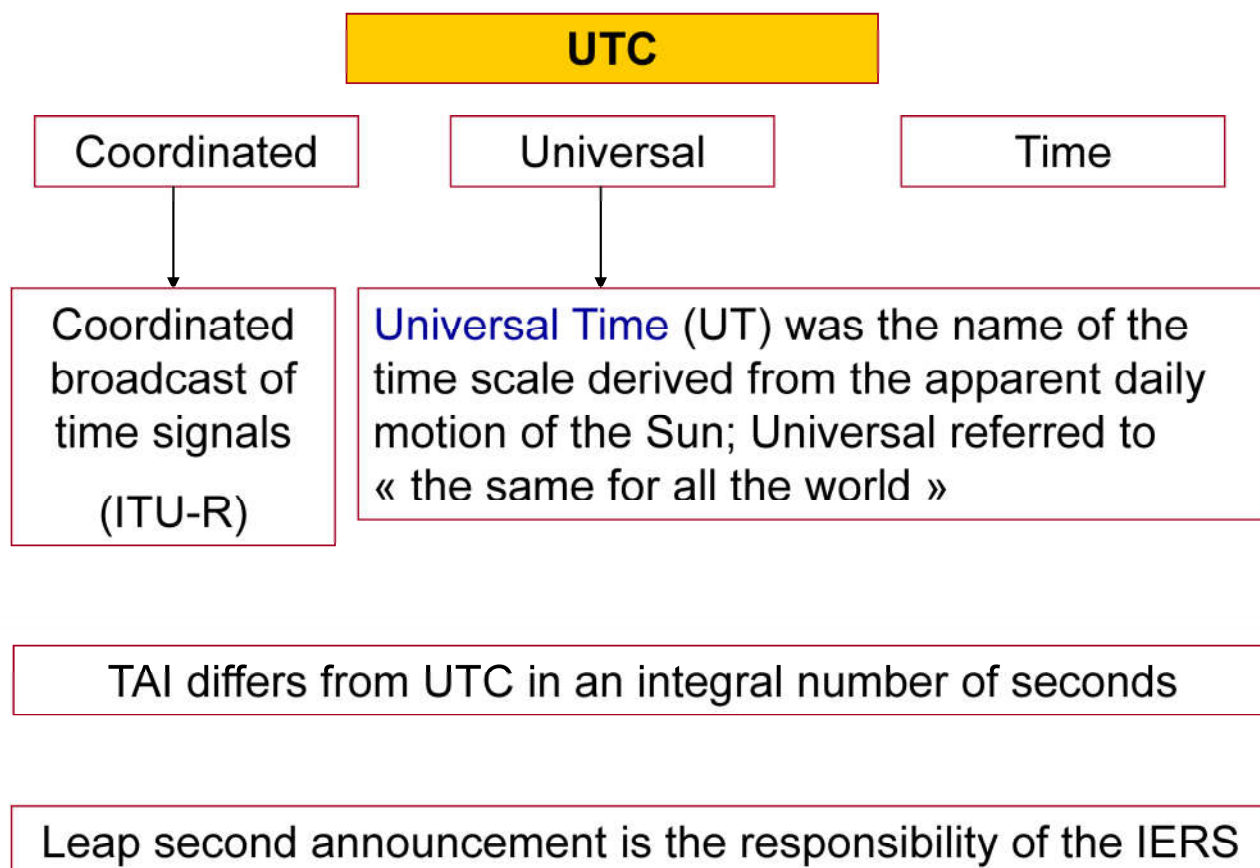 UTC
Coordinated
Universal
Time
Coordinated
broadcast of
time signals
(ITU-R)
Universal Time (UT) was the name of the
time scale derived from the apparent daily
motion of the Sun; Universal referred to
« the same for all the world »
TAI differs from UTC in an integral number of seconds
Leap second announcement is the responsibility of the IERS